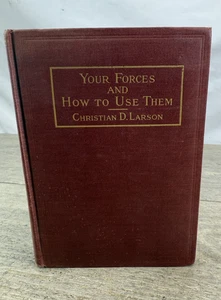 Your Forces
and
How to Use Them
Christian D. Larson